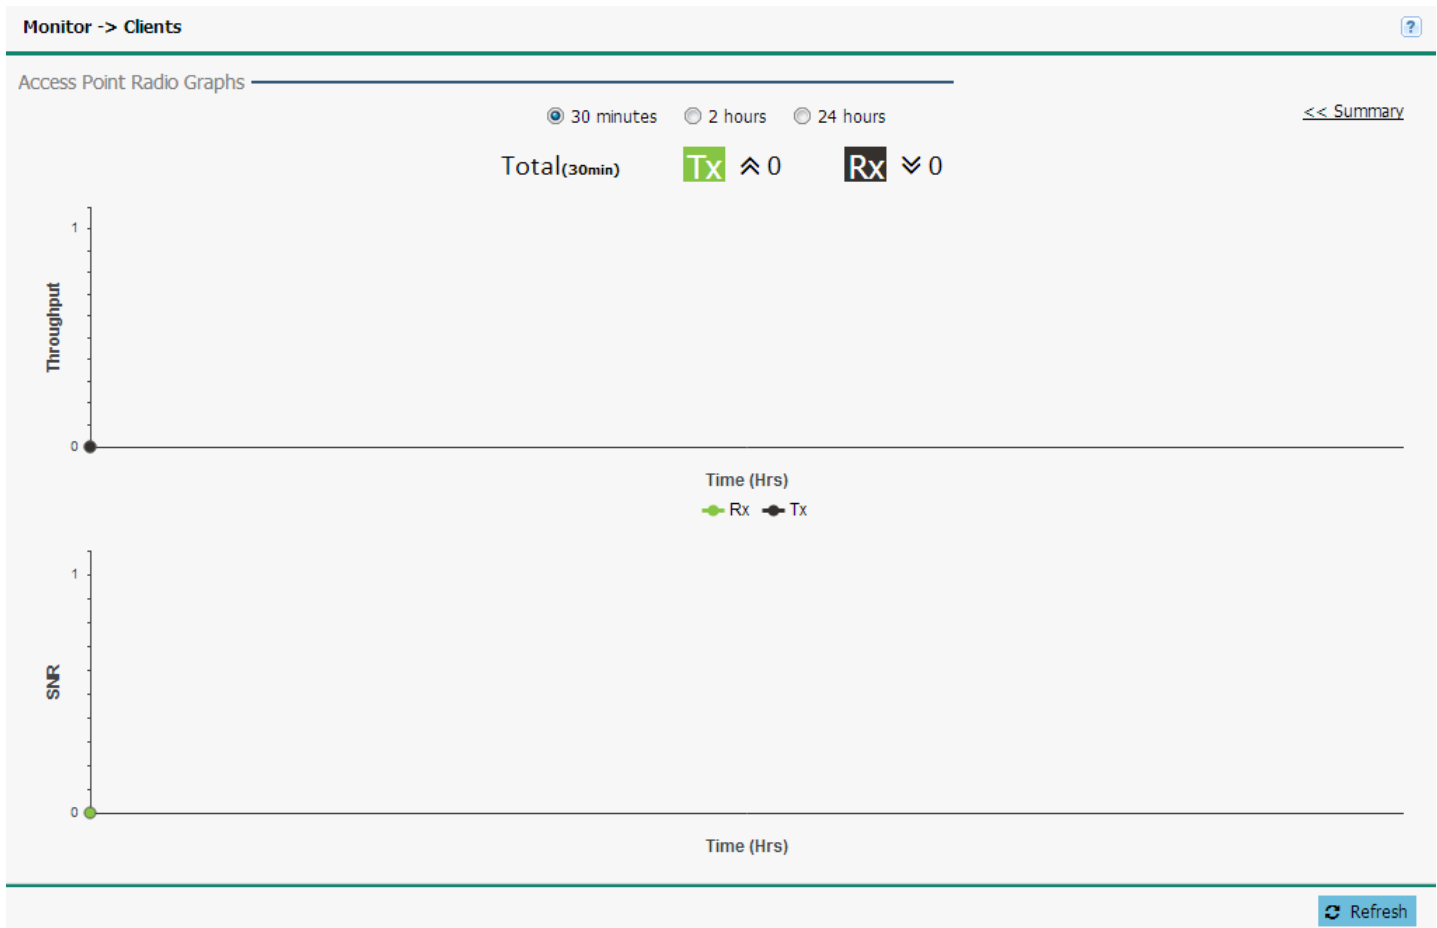 Monitor -> Clients
?
Access Point Radio Graphs
30 minutes 2 hours 24 hours
<< Summary
Total(30min) Tx 0 Rx 0
1
Throughput
0
Time (Hrs)
Rx Tx
1
SNR
0
Time (Hrs)
Refresh